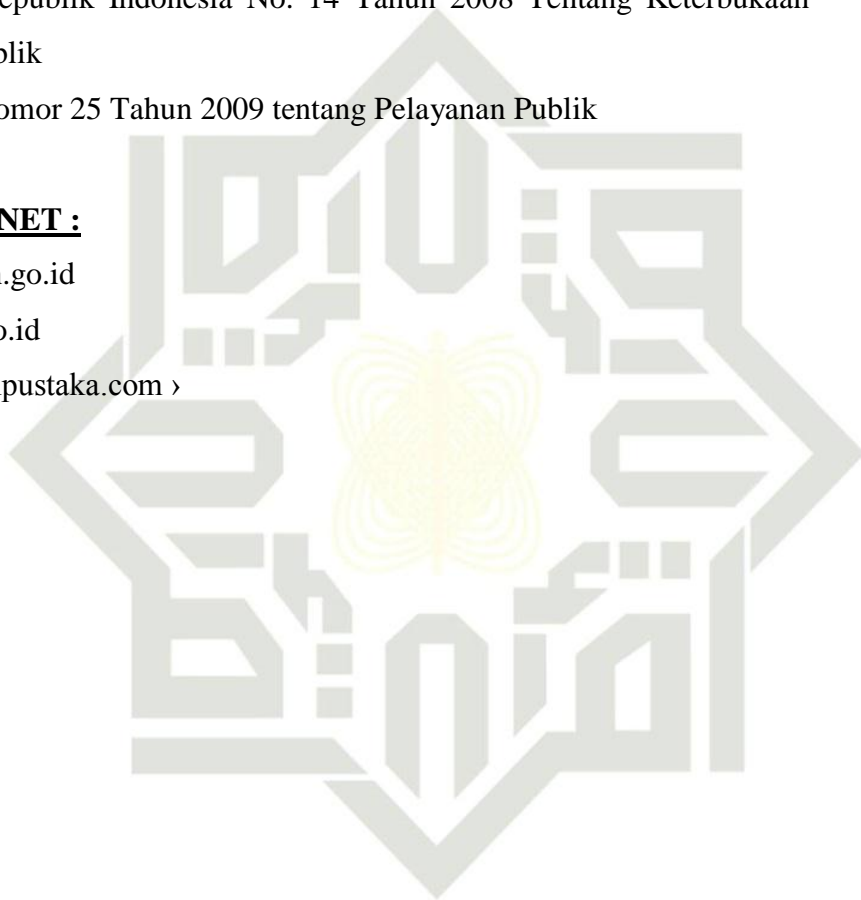 epublik Indonesia No. 14 Tahun 2008 Tentang Keterbukaan
blik
omor 25 Tahun 2009 tentang Pelayanan Publik
NET :
.go.id
o.id
pustaka.com ›